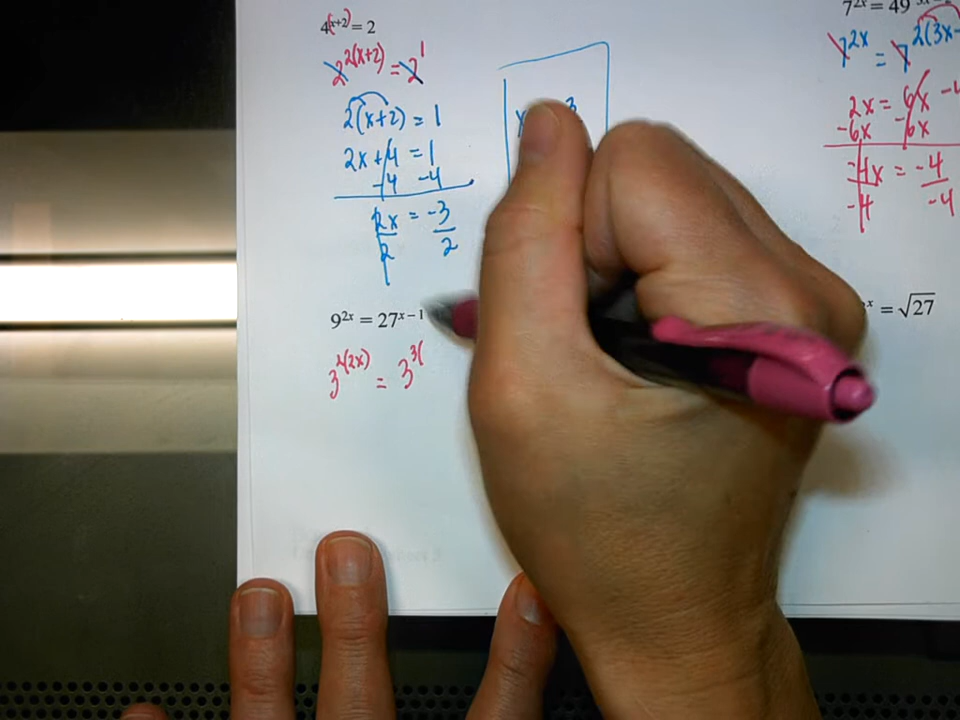 4^(x+2) = 2
2^2(x+2) = 2^1
2(x+2) = 1
2x + 4 = 1
-4 -4
2x = -3
2 2
9^2x = 27^x-1
3^2(2x) = 3^3(
7^2x = 49
7^2x = 7^2(3x-
2x = 6x -4
-6x -6x
-4x = -4
-4 -4
x = √27